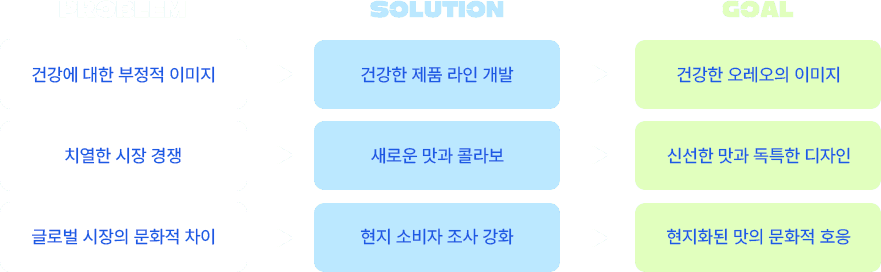 PROBLEM SOLUTION GOAL
건강에 대한 부정적 이미지 건강한 제품 라인 개발 건강한 오레오의 이미지
치열한 시장 경쟁 새로운 맛과 콜라보 신선한 맛과 독특한 디자인
글로벌 시장의 문화적 차이 현지 소비자 조사 강화 현지화된 맛의 문화적 호응